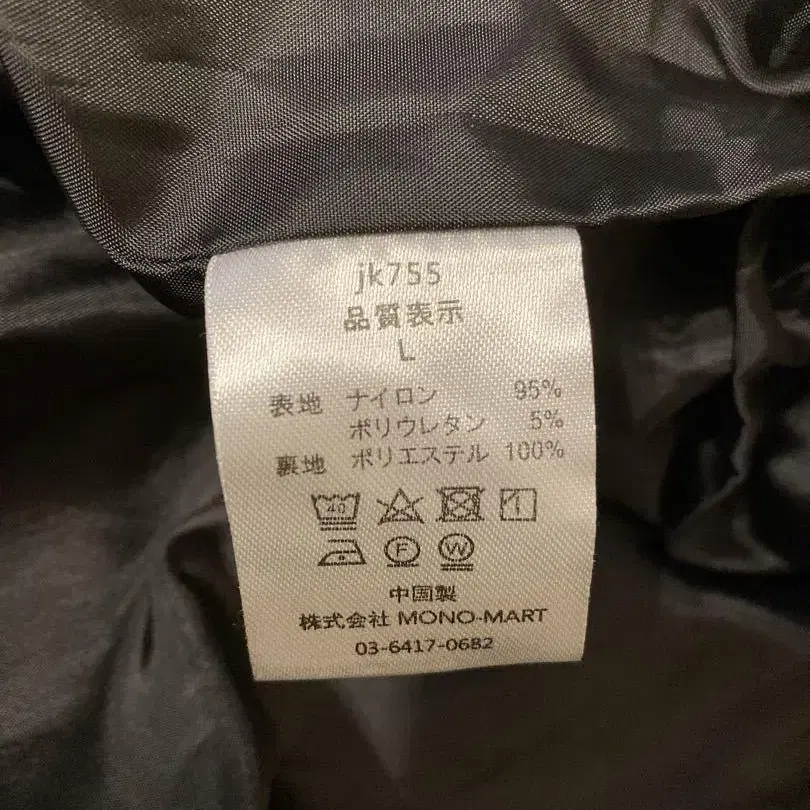 jk755
品質表示
L
表地 ナイロン 95%
ポリウレタン 5%
裏地 ポリエステル 100%
40
F W
中国製
株式会社 MONO-MART
03-6417-0682